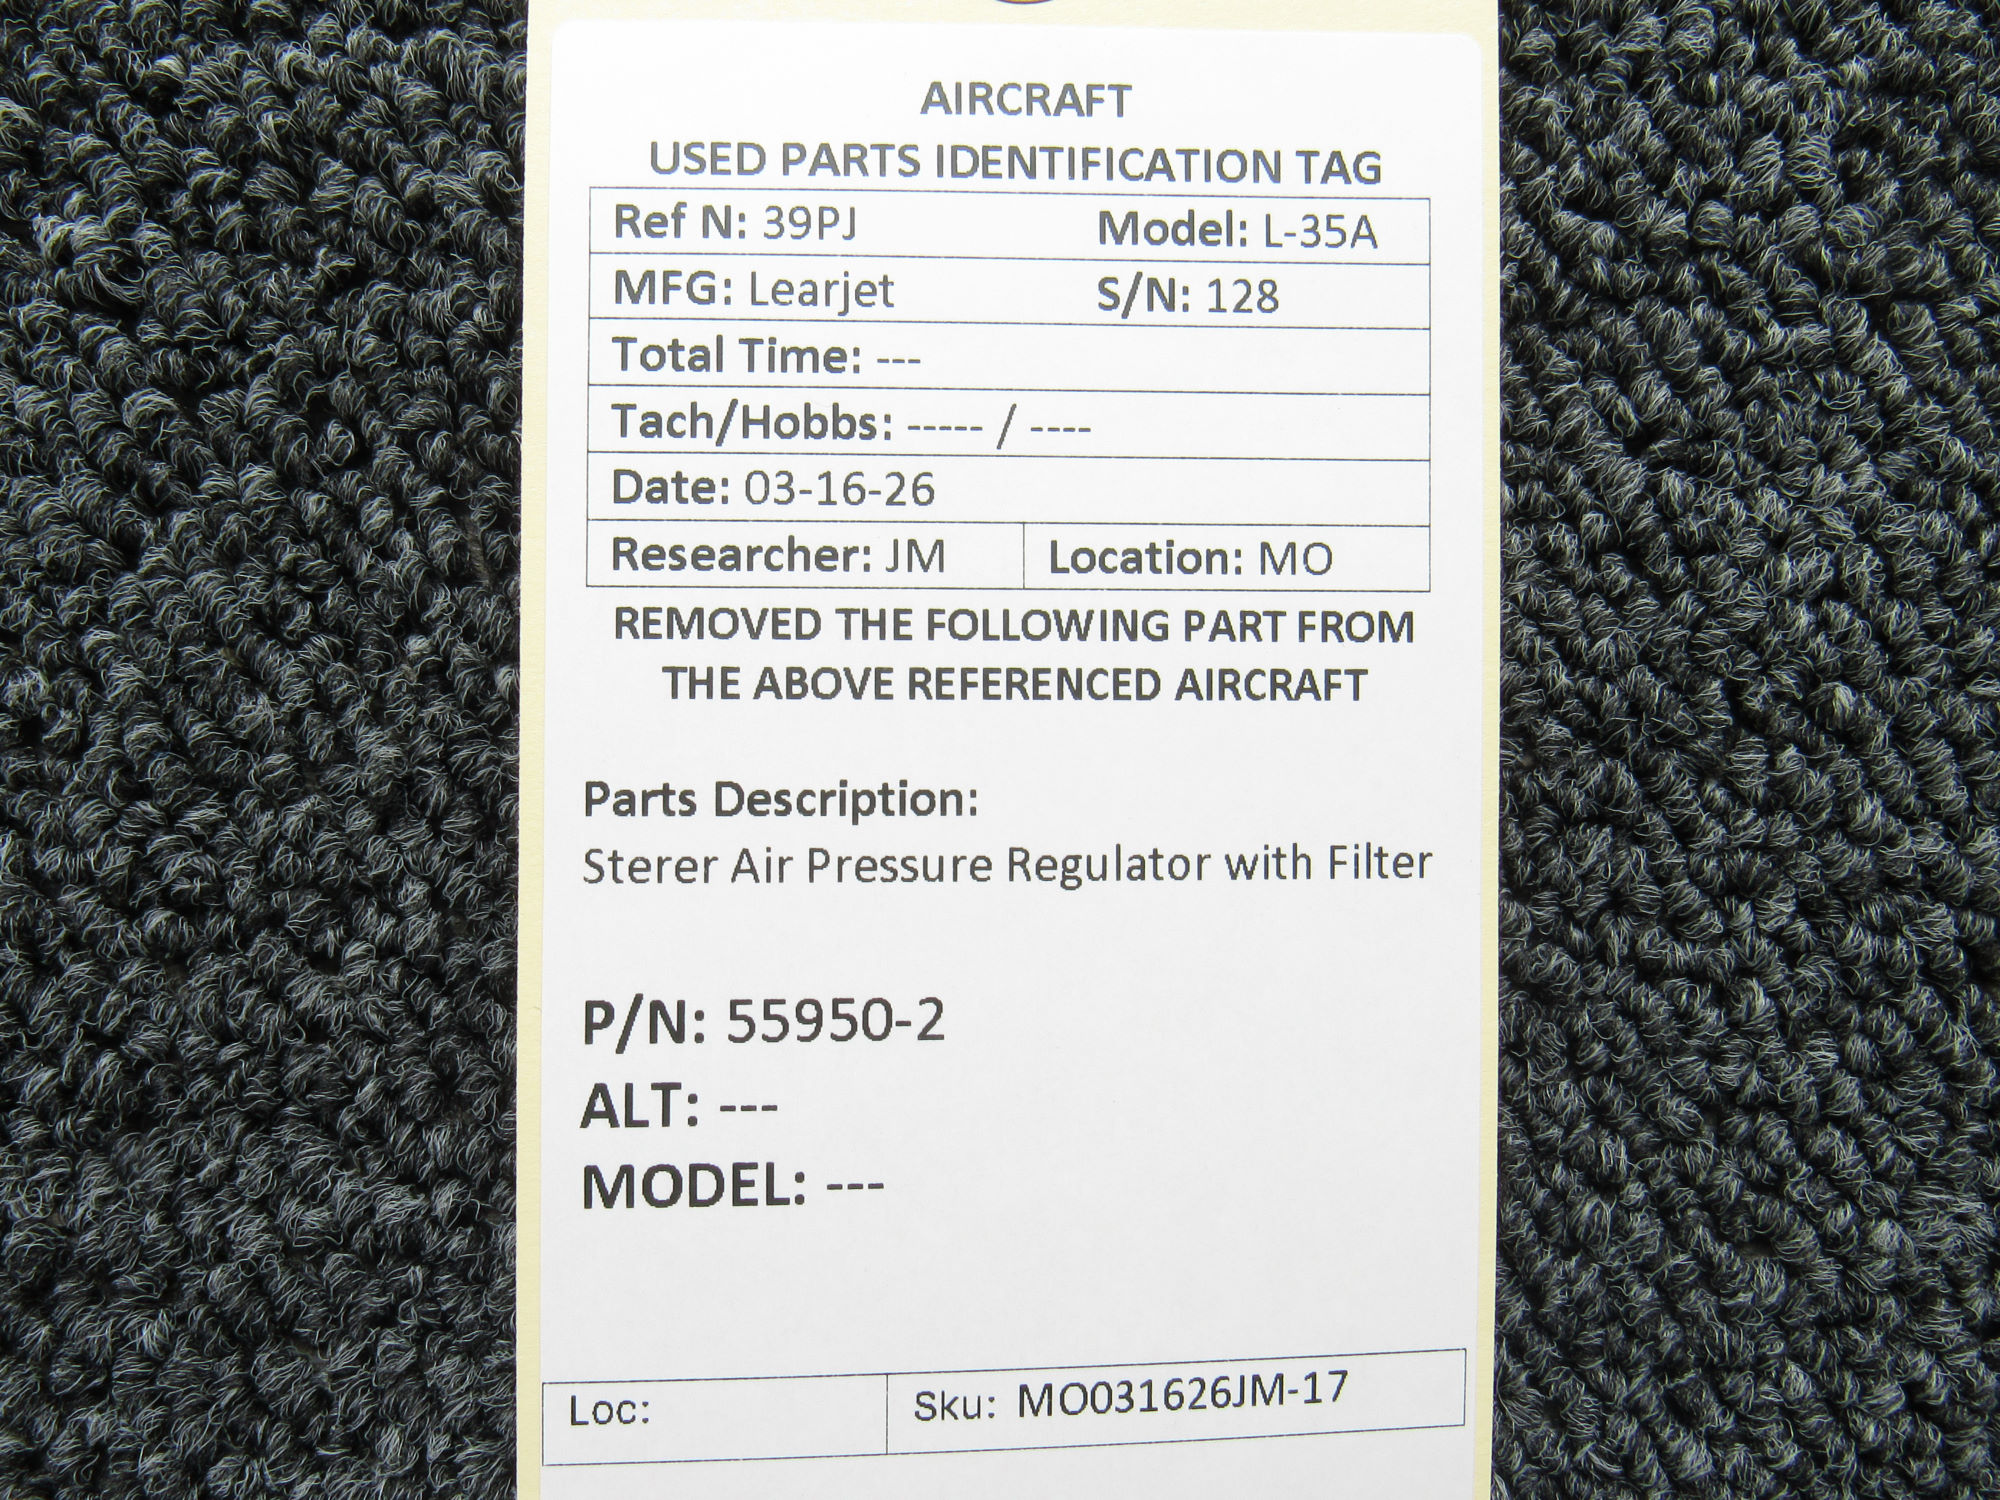 AIRCRAFT
USED PARTS IDENTIFICATION TAG
Ref N: 39PJ Model: L-35A
MFG: Learjet S/N: 128
Total Time: ---
Tach/Hobbs: ----- / ----
Date: 03-16-26
Researcher: JM Location: MO
REMOVED THE FOLLOWING PART FROM
THE ABOVE REFERENCED AIRCRAFT
Parts Description:
Sterer Air Pressure Regulator with Filter
P/N: 55950-2
ALT: ---
MODEL: ---
Loc: Sku: MO031626JM-17